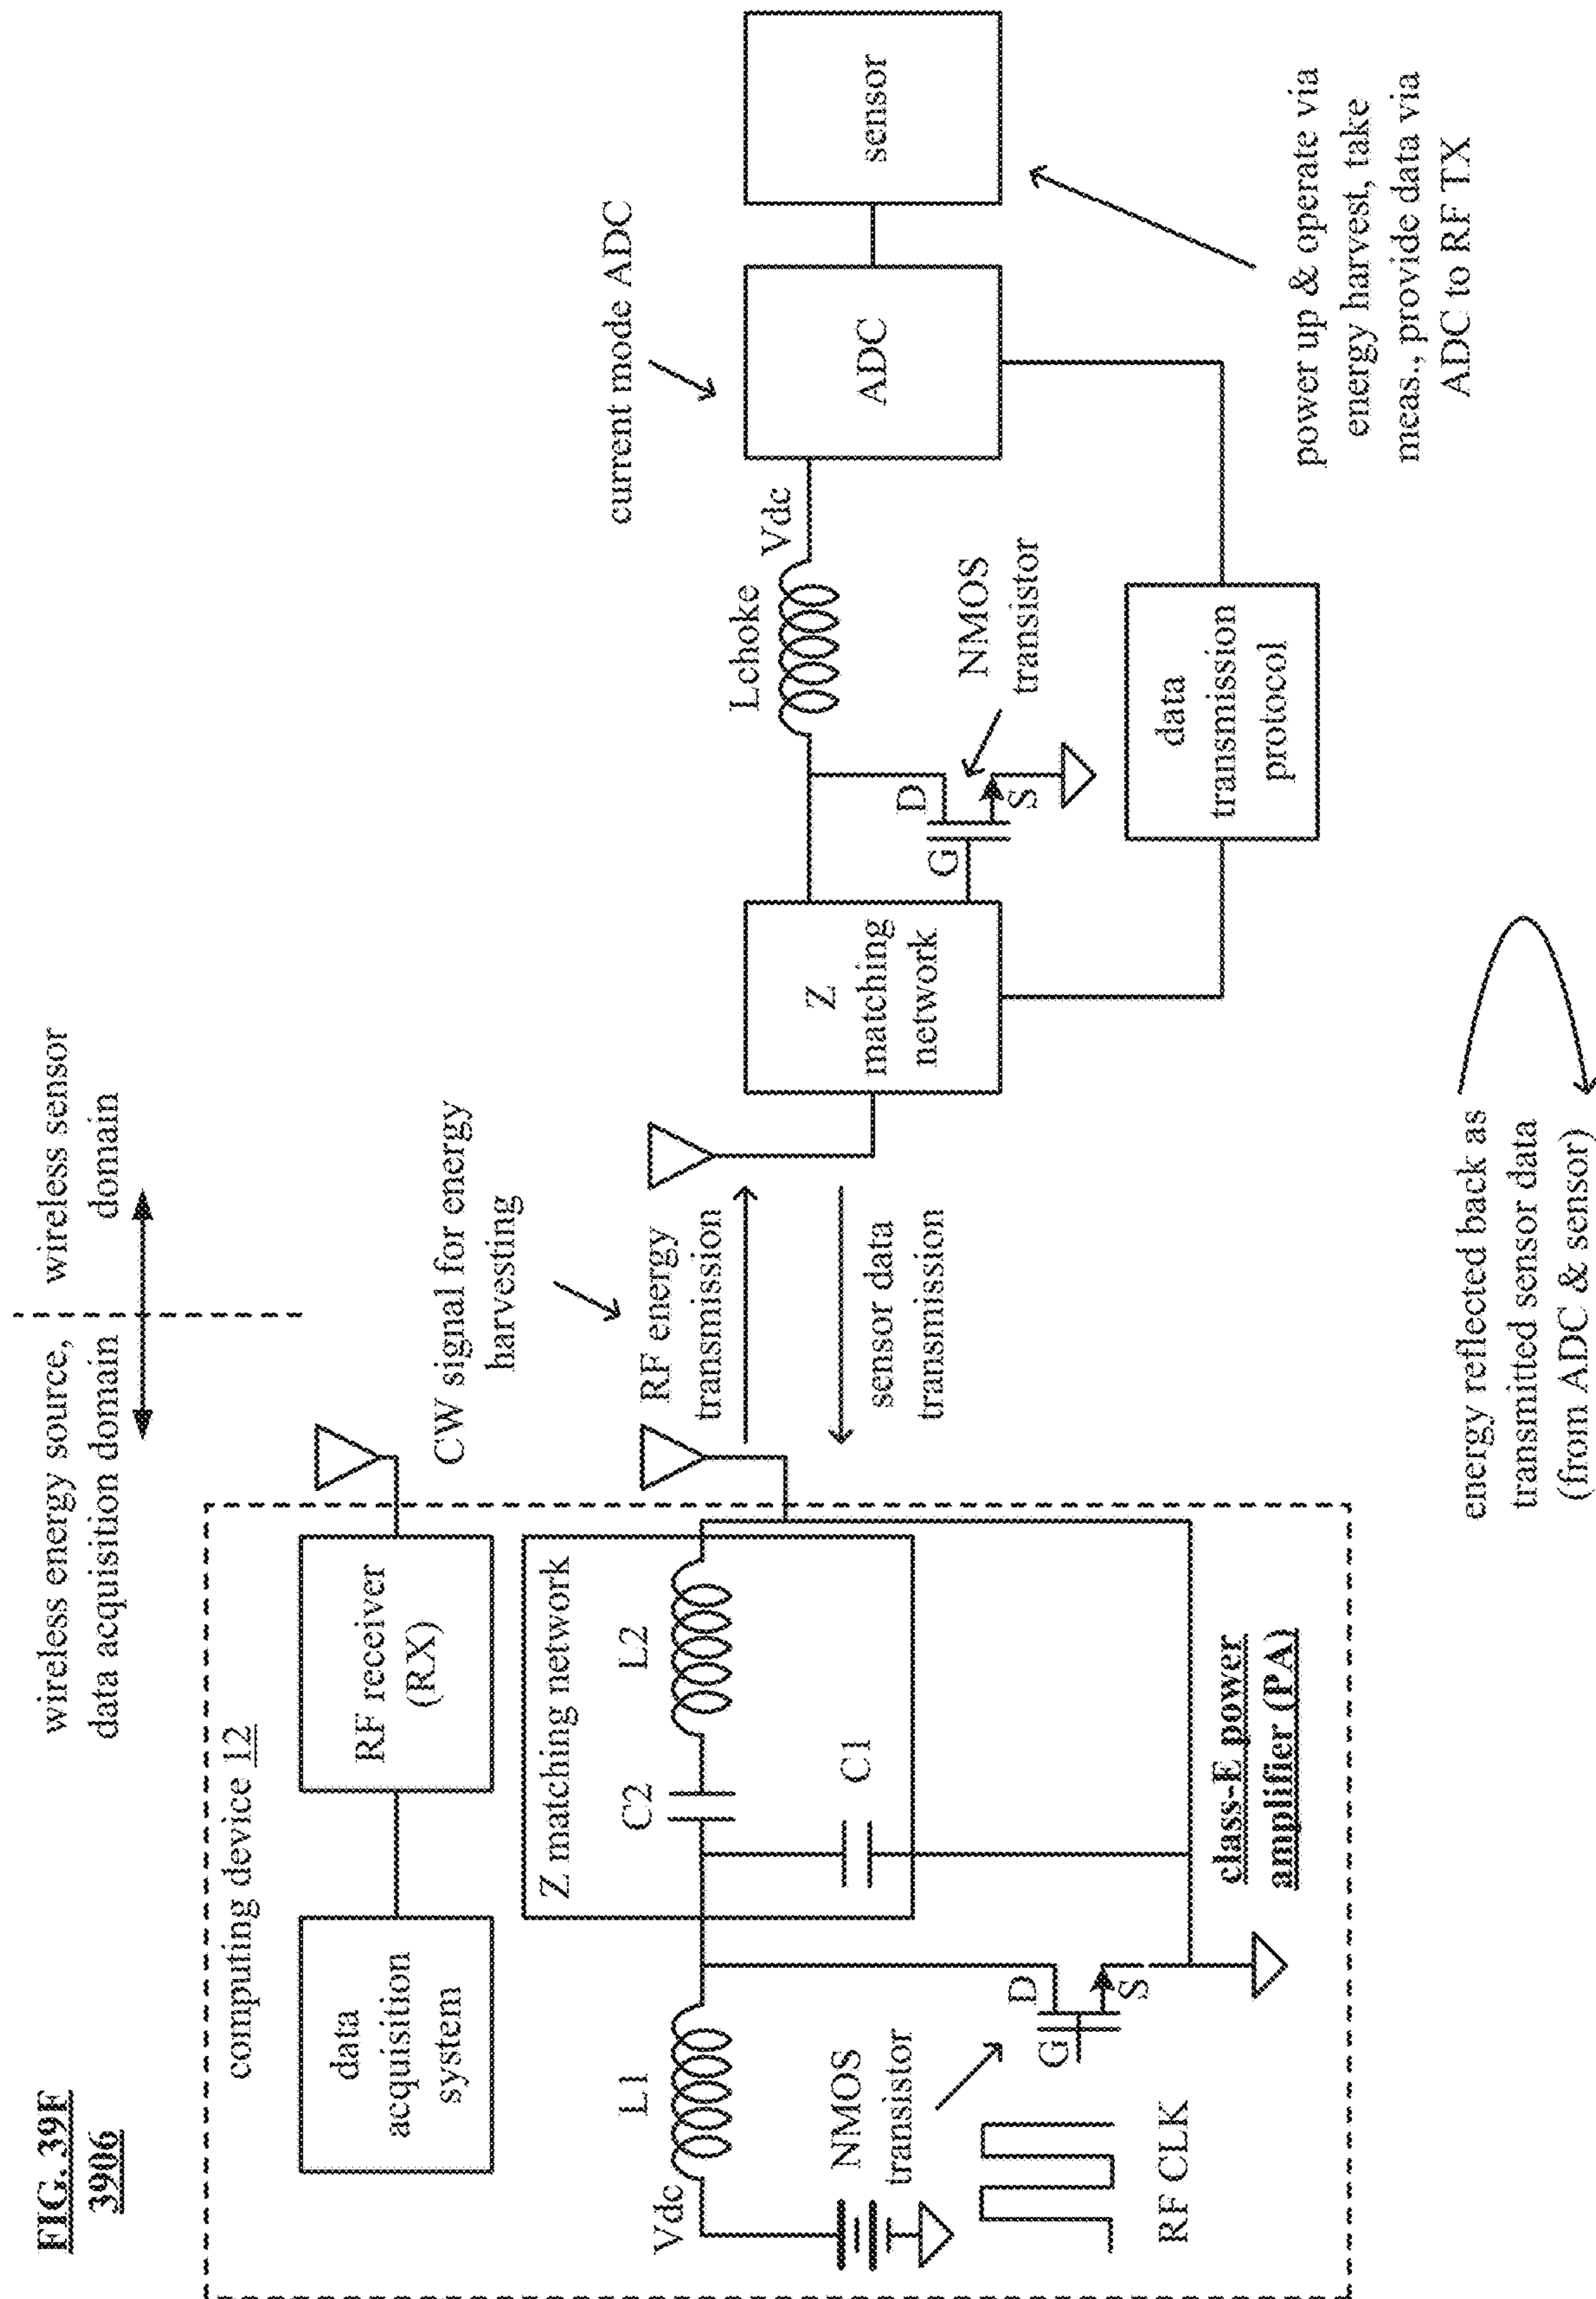 FIG. 39F
3906
wireless energy source,
data acquisition domain
wireless sensor
domain
computing device 12
data
acquisition
system
RF receiver
(RX)
CW signal for energy
harvesting
Z matching network
L1
C2
L2
C1
Vdc
NMOS
transistor
D
G
S
RF CLK
class-E power
amplifier (PA)
RF energy
transmission
sensor data
transmission
Z
matching
network
Lchoke
Vdc
D
G
S
NMOS
transistor
current mode ADC
ADC
sensor
data
transmission
protocol
power up & operate via
energy harvest, take
meas., provide data via
ADC to RF TX
energy reflected back as
transmitted sensor data
(from ADC & sensor)